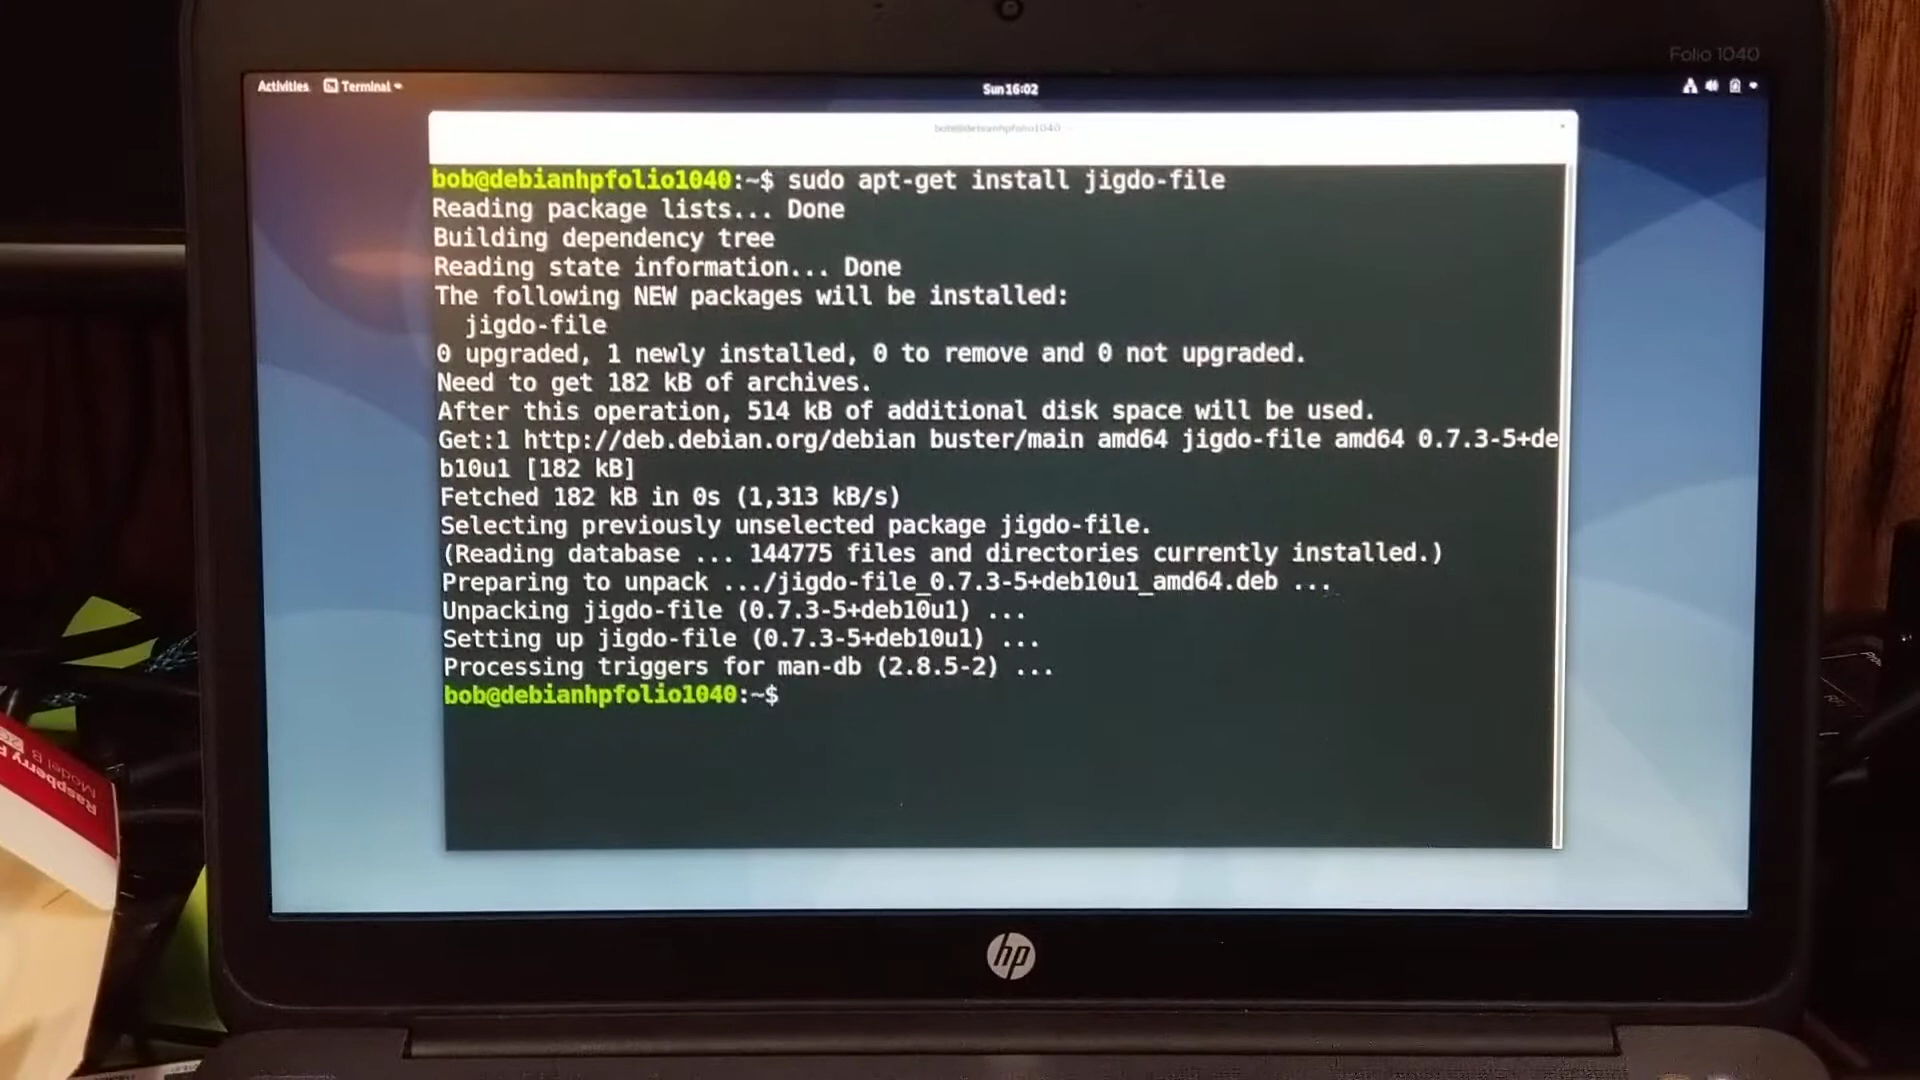 Folio 1040
Activities Terminal
Sun 16:02
bob@debianhpfolio1040:~
bob@debianhpfolio1040:~$ sudo apt-get install jigdo-file
Reading package lists... Done
Building dependency tree
Reading state information... Done
The following NEW packages will be installed:
jigdo-file
0 upgraded, 1 newly installed, 0 to remove and 0 not upgraded.
Need to get 182 kB of archives.
After this operation, 514 kB of additional disk space will be used.
Get:1 http://deb.debian.org/debian buster/main amd64 jigdo-file amd64 0.7.3-5+de
b10u1 [182 kB]
Fetched 182 kB in 0s (1,313 kB/s)
Selecting previously unselected package jigdo-file.
(Reading database ... 144775 files and directories currently installed.)
Preparing to unpack .../jigdo-file_0.7.3-5+deb10u1_amd64.deb ...
Unpacking jigdo-file (0.7.3-5+deb10u1) ...
Setting up jigdo-file (0.7.3-5+deb10u1) ...
Processing triggers for man-db (2.8.5-2) ...
bob@debianhpfolio1040:~$
Raspberry
Model B
hp